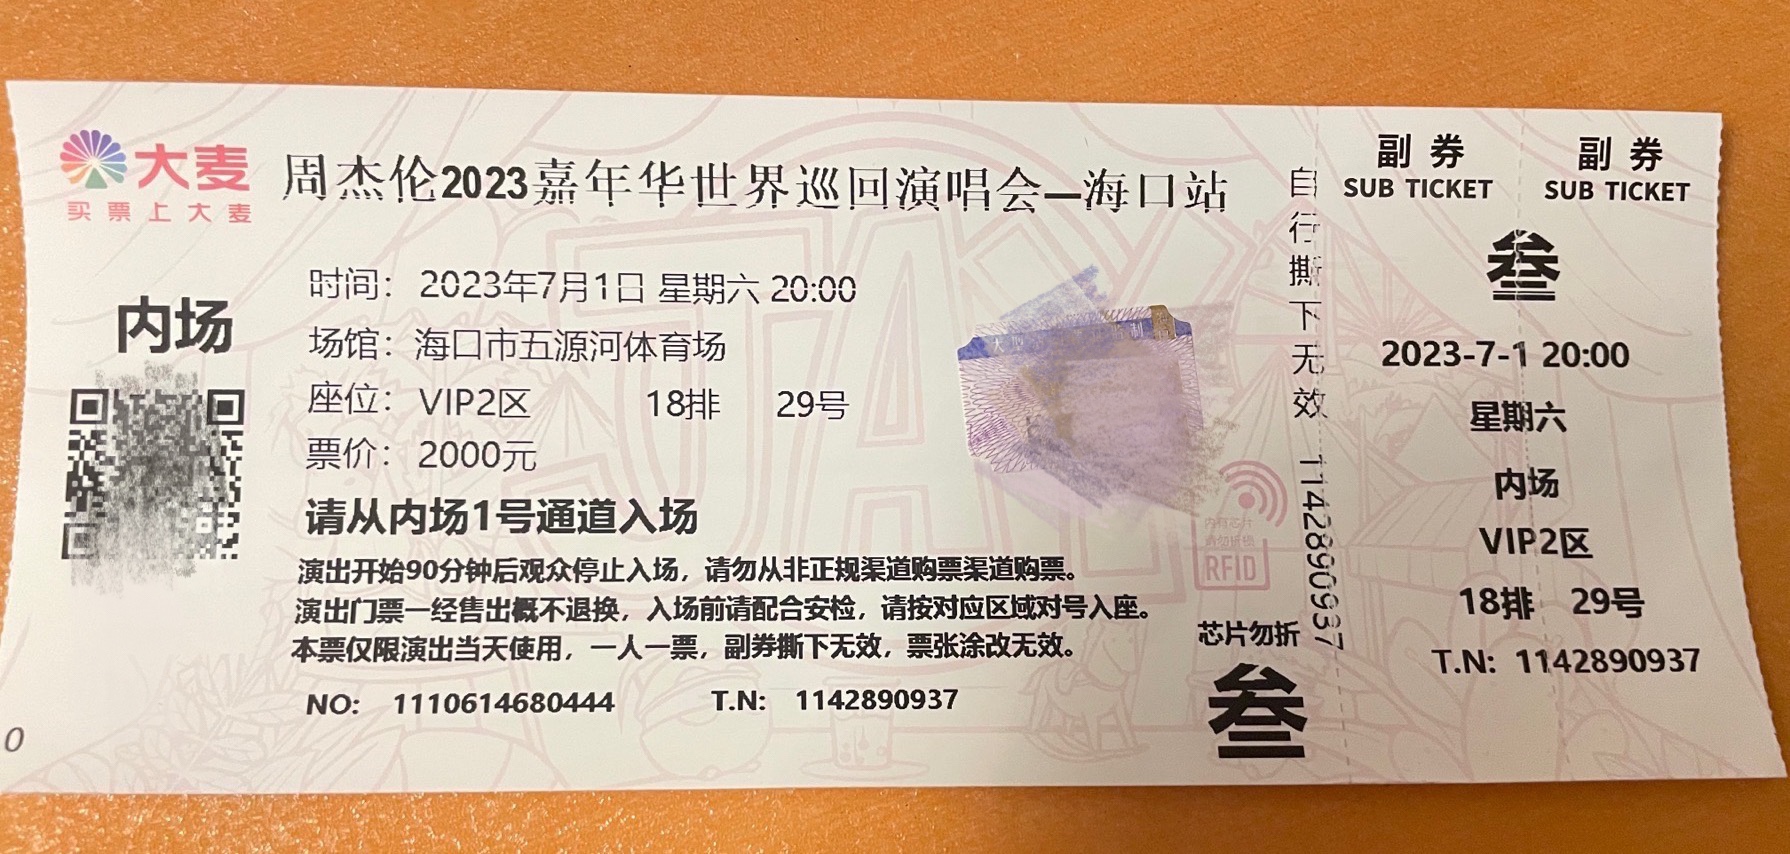 大麦
买票上大麦
周杰伦2023嘉年华世界巡回演唱会—海口站
内场
时间： 2023年7月1日 星期六 20:00
场馆： 海口市五源河体育场
座位： VIP2区 18排 29号
票价： 2000元
请从内场1号通道入场
演出开始90分钟后观众停止入场，请勿从非正规渠道购票渠道购票。
演出门票一经售出概不退换，入场前请配合安检，请按对应区域对号入座。
本票仅限演出当天使用，一人一票，副券撕下无效，票张涂改无效。
NO: 1110614680444 T.N: 1142890937
0
内有芯片
请勿折损
RFID
芯片勿折
叁
自行撕下无效 1142890937
副券 副券
SUB TICKET SUB TICKET
叁
2023-7-1 20:00
星期六
内场
VIP2区
18排 29号
T.N: 1142890937